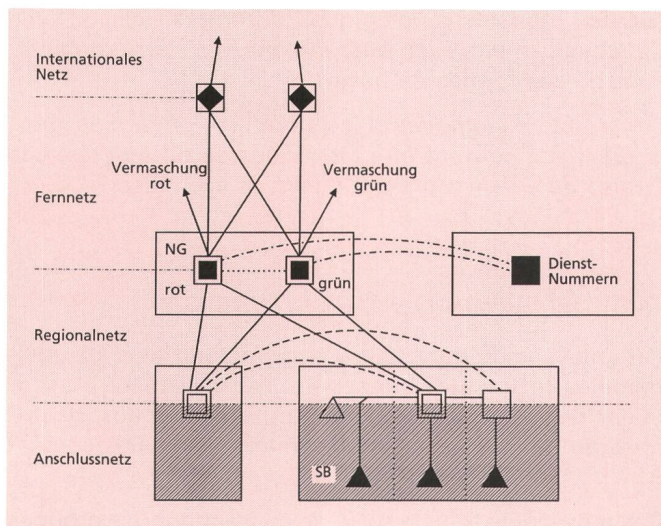 Internationales
Netz
Vermaschung
rot
Vermaschung
grün
Fernnetz
NG
rot
grün
Dienst-
Nummern
Regionalnetz
Anschlussnetz
SB